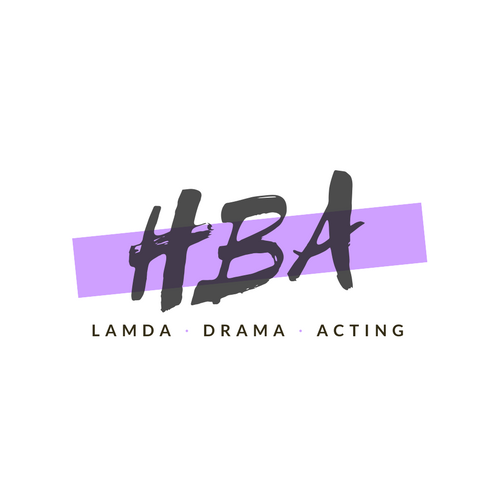 HBA
LAMDA · DRAMA · ACTING